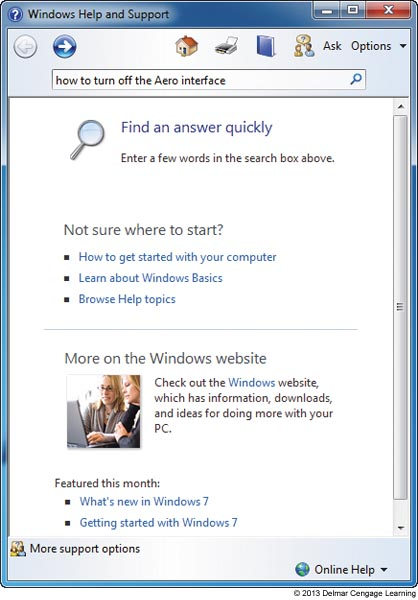 Windows Help and Support
Ask Options
how to turn off the Aero interface
Find an answer quickly
Enter a few words in the search box above.
Not sure where to start?
How to get started with your computer
Learn about Windows Basics
Browse Help topics
More on the Windows website
Check out the Windows website,
which has information, downloads,
and ideas for doing more with your
PC.
Featured this month:
What's new in Windows 7
Getting started with Windows 7
More support options
Online Help
© 2013 Delmar Cengage Learning